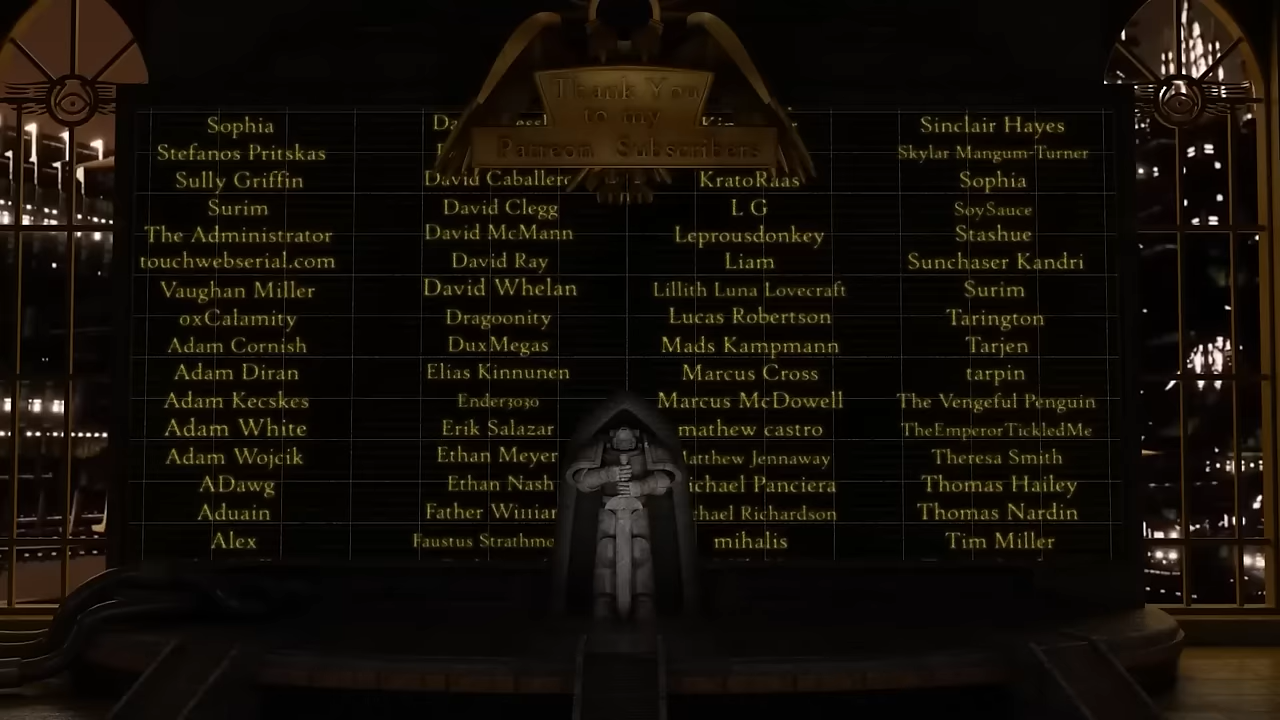 Thank You
to my
Patreon Subscribers
Sophia
Stefanos Pritskas
Sully Griffin
Surim
The Administrator
touchwebserial.com
Vaughan Miller
oxCalamity
Adam Cornish
Adam Diran
Adam Kecskes
Adam White
Adam Wojcik
ADawg
Aduain
Alex
David Caballero
David Clegg
David McMann
David Ray
David Whelan
Dragoonity
DuxMegas
Elias Kinnunen
Ender3030
Erik Salazar
Ethan Meyer
Ethan Nash
Father
Faustus
KratoRaas
L G
Leprousdonkey
Liam
Lillith Luna Lovecraft
Lucas Robertson
Mads Kampmann
Marcus Cross
Marcus McDowell
mathew castro
Jennaway
Panciera
Richardson
mihalis
Sinclair Hayes
Skylar Mangum-Turner
Sophia
SoySauce
Stashue
Sunchaser Kandri
Surim
Tarington
Tarjen
tarpin
The Vengeful Penguin
TheEmperorTickledMe
Theresa Smith
Thomas Hailey
Thomas Nardin
Tim Miller